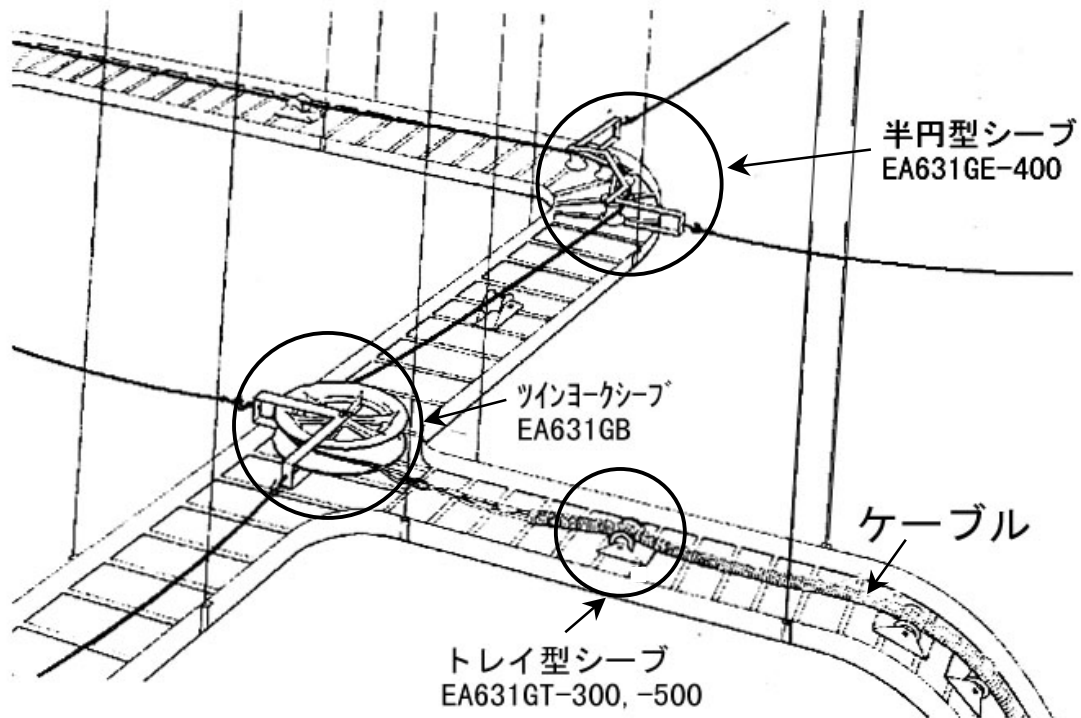 半円型シーブ
EA631GE-400
ﾂｲﾝﾖｰｸｼｰﾌﾞ
EA631GB
ケーブル
トレイ型シーブ
EA631GT-300, -500